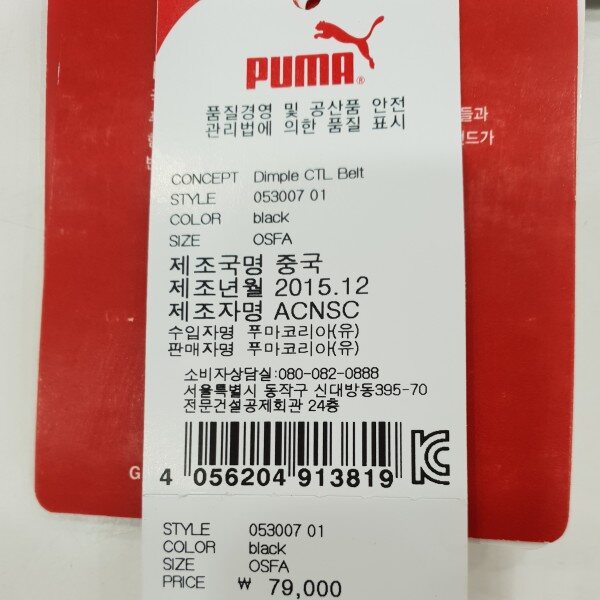 PUMA®
품질경영 및 공산품 안전
관리법에 의한 품질 표시
들과
드가
CONCEPT Dimple CTL Belt
STYLE 053007 01
COLOR black
SIZE OSFA
제조국명 중국
제조년월 2015.12
제조자명 ACNSC
수입자명 푸마코리아(유)
판매자명 푸마코리아(유)
소비자상담실:080-082-0888
서울특별시 동작구 신대방동395-70
전문건설공제회관 24층
4 056204 913819
G
STYLE 053007 01
COLOR black
SIZE OSFA
PRICE ₩ 79,000